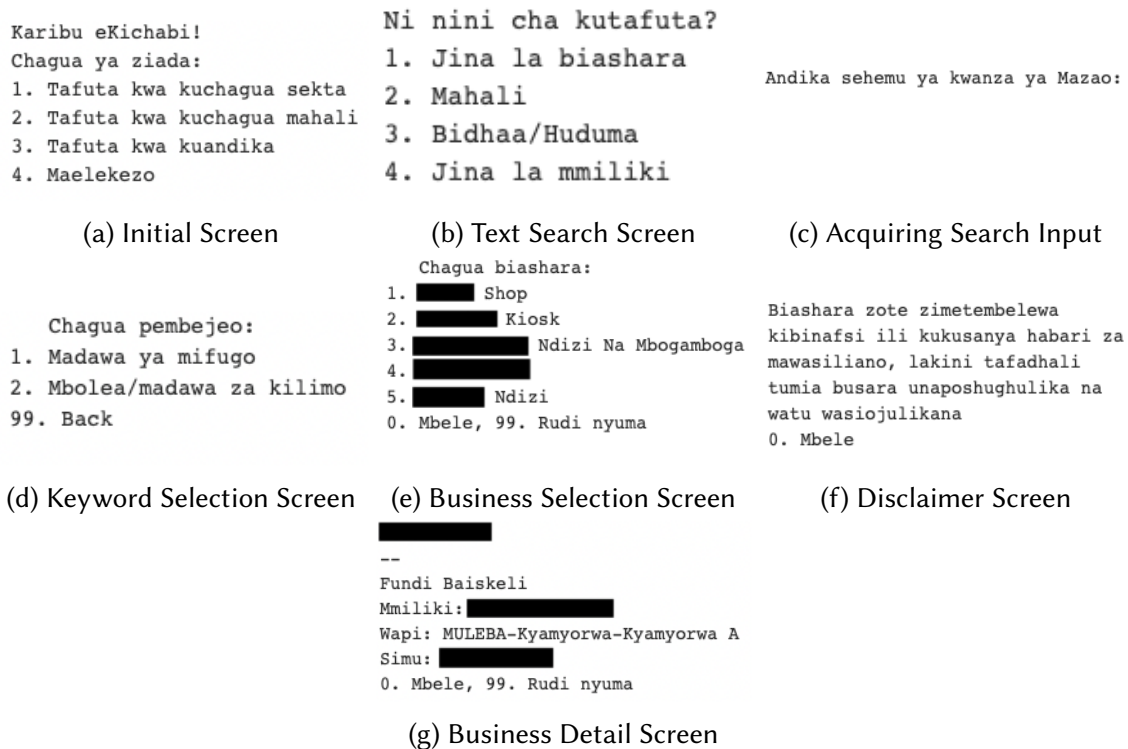 Karibu eKichabi!
Chagua ya ziada:
1. Tafuta kwa kuchagua sekta
2. Tafuta kwa kuchagua mahali
3. Tafuta kwa kuandika
4. Maelekezo
(a) Initial Screen
Ni nini cha kutafuta?
1. Jina la biashara
2. Mahali
3. Bidhaa/Huduma
4. Jina la mmiliki
(b) Text Search Screen
Andika sehemu ya kwanza ya Mazao:
(c) Acquiring Search Input
Chagua pembejeo:
1. Madawa ya mifugo
2. Mbolea/madawa za kilimo
99. Back
(d) Keyword Selection Screen
Chagua biashara:
1. Shop
2. Kiosk
3. Ndizi Na Mbogamboga
4.
5. Ndizi
0. Mbele, 99. Rudi nyuma
(e) Business Selection Screen
Biashara zote zimetembelewa
kibinafsi ili kukusanya habari za
mawasiliano, lakini tafadhali
tumia busara unaposhughulika na
watu wasiojulikana
0. Mbele
(f) Disclaimer Screen
--
Fundi Baiskeli
Mmiliki:
Wapi: MULEBA-Kyamyorwa-Kyamyorwa A
Simu:
0. Mbele, 99. Rudi nyuma
(g) Business Detail Screen